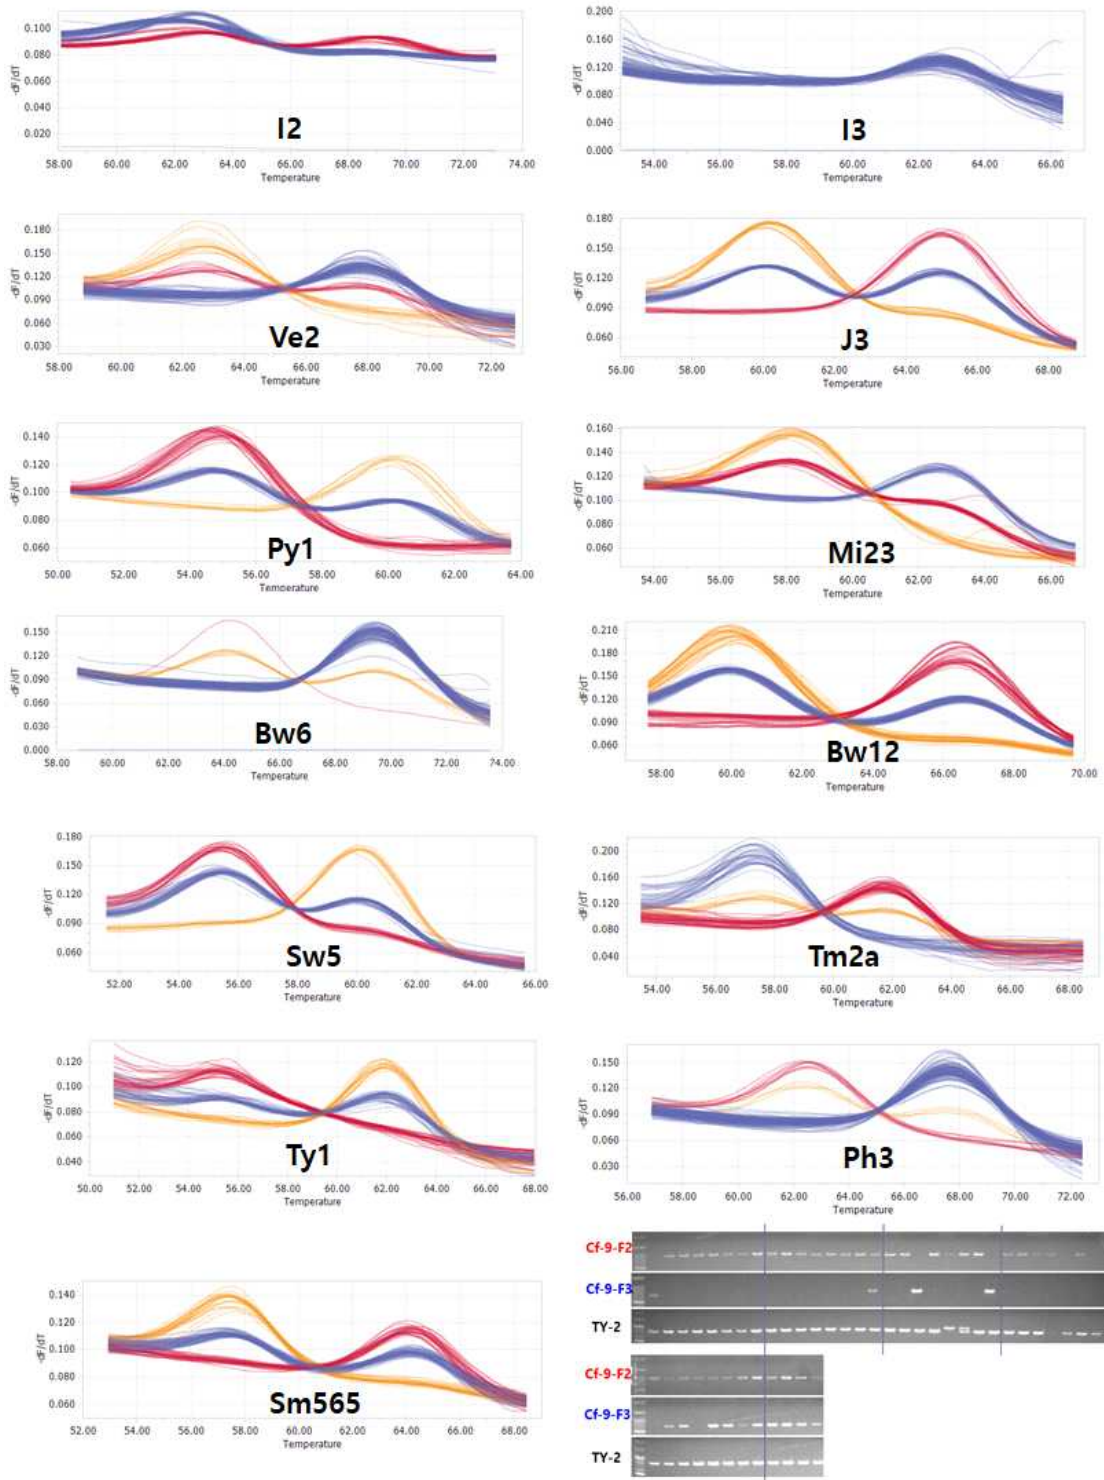 -dF/dT
0.100
0.080
0.060
0.040
0.020
I2
58.00 60.00 62.00 64.00 66.00 68.00 70.00 72.00 74.00
Temperature
-dF/dT
0.200
0.160
0.120
0.080
0.040
0.000
I3
54.00 56.00 58.00 60.00 62.00 64.00 66.00
Temperature
-dF/dT
0.180
0.150
0.120
0.090
0.060
0.030
Ve2
58.00 60.00 62.00 64.00 66.00 68.00 70.00 72.00
Temperature
-dF/dT
0.180
0.150
0.120
0.090
0.060
J3
56.00 58.00 60.00 62.00 64.00 66.00 68.00
Temperature
-dF/dT
0.140
0.120
0.100
0.080
0.060
Py1
50.00 52.00 54.00 56.00 58.00 60.00 62.00 64.00
Temperature
-dF/dT
0.160
0.140
0.120
0.100
0.080
0.060
Mi23
54.00 56.00 58.00 60.00 62.00 64.00 66.00
Temperature
-dF/dT
0.150
0.120
0.090
0.060
0.030
0.000
Bw6
58.00 60.00 62.00 64.00 66.00 68.00 70.00 72.00 74.00
Temperature
-dF/dT
0.210
0.180
0.150
0.120
0.090
0.060
Bw12
58.00 60.00 62.00 64.00 66.00 68.00 70.00
Temperature
-dF/dT
0.180
0.150
0.120
0.090
0.060
Sw5
52.00 54.00 56.00 58.00 60.00 62.00 64.00 66.00
Temperature
-dF/dT
0.200
0.160
0.120
0.080
0.040
Tm2a
54.00 56.00 58.00 60.00 62.00 64.00 66.00 68.00
Temperature
-dF/dT
0.120
0.100
0.080
0.060
0.040
Ty1
50.00 52.00 54.00 56.00 58.00 60.00 62.00 64.00 66.00 68.00
Temperature
-dF/dT
0.150
0.120
0.090
0.060
0.030
Ph3
56.00 58.00 60.00 62.00 64.00 66.00 68.00 70.00 72.00
Temperature
-dF/dT
0.140
0.120
0.100
0.080
0.060
Sm565
52.00 54.00 56.00 58.00 60.00 62.00 64.00 66.00 68.00
Temperature
Cf-9-F2
Cf-9-F3
TY-2
Cf-9-F2
Cf-9-F3
TY-2